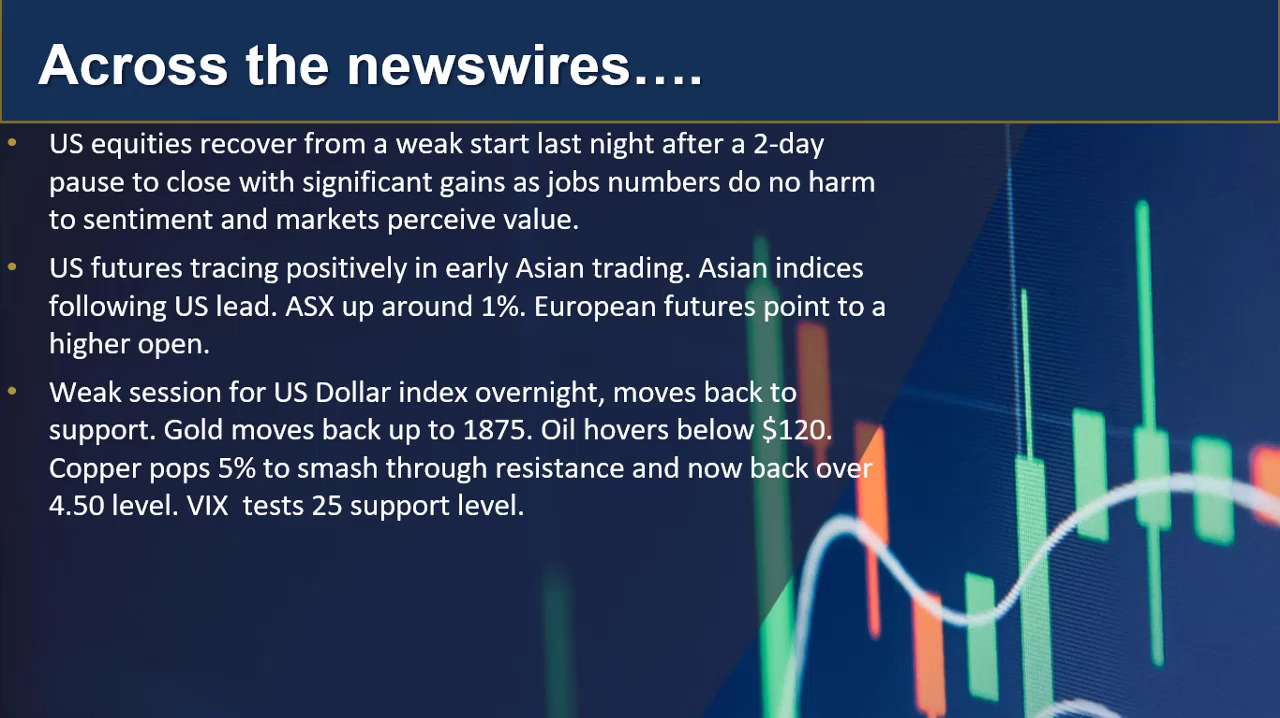 Across the newswires….
• US equities recover from a weak start last night after a 2-day
pause to close with significant gains as jobs numbers do no harm
to sentiment and markets perceive value.
• US futures tracing positively in early Asian trading. Asian indices
following US lead. ASX up around 1%. European futures point to a
higher open.
• Weak session for US Dollar index overnight, moves back to
support. Gold moves back up to 1875. Oil hovers below $120.
Copper pops 5% to smash through resistance and now back over
4.50 level. VIX  tests 25 support level.